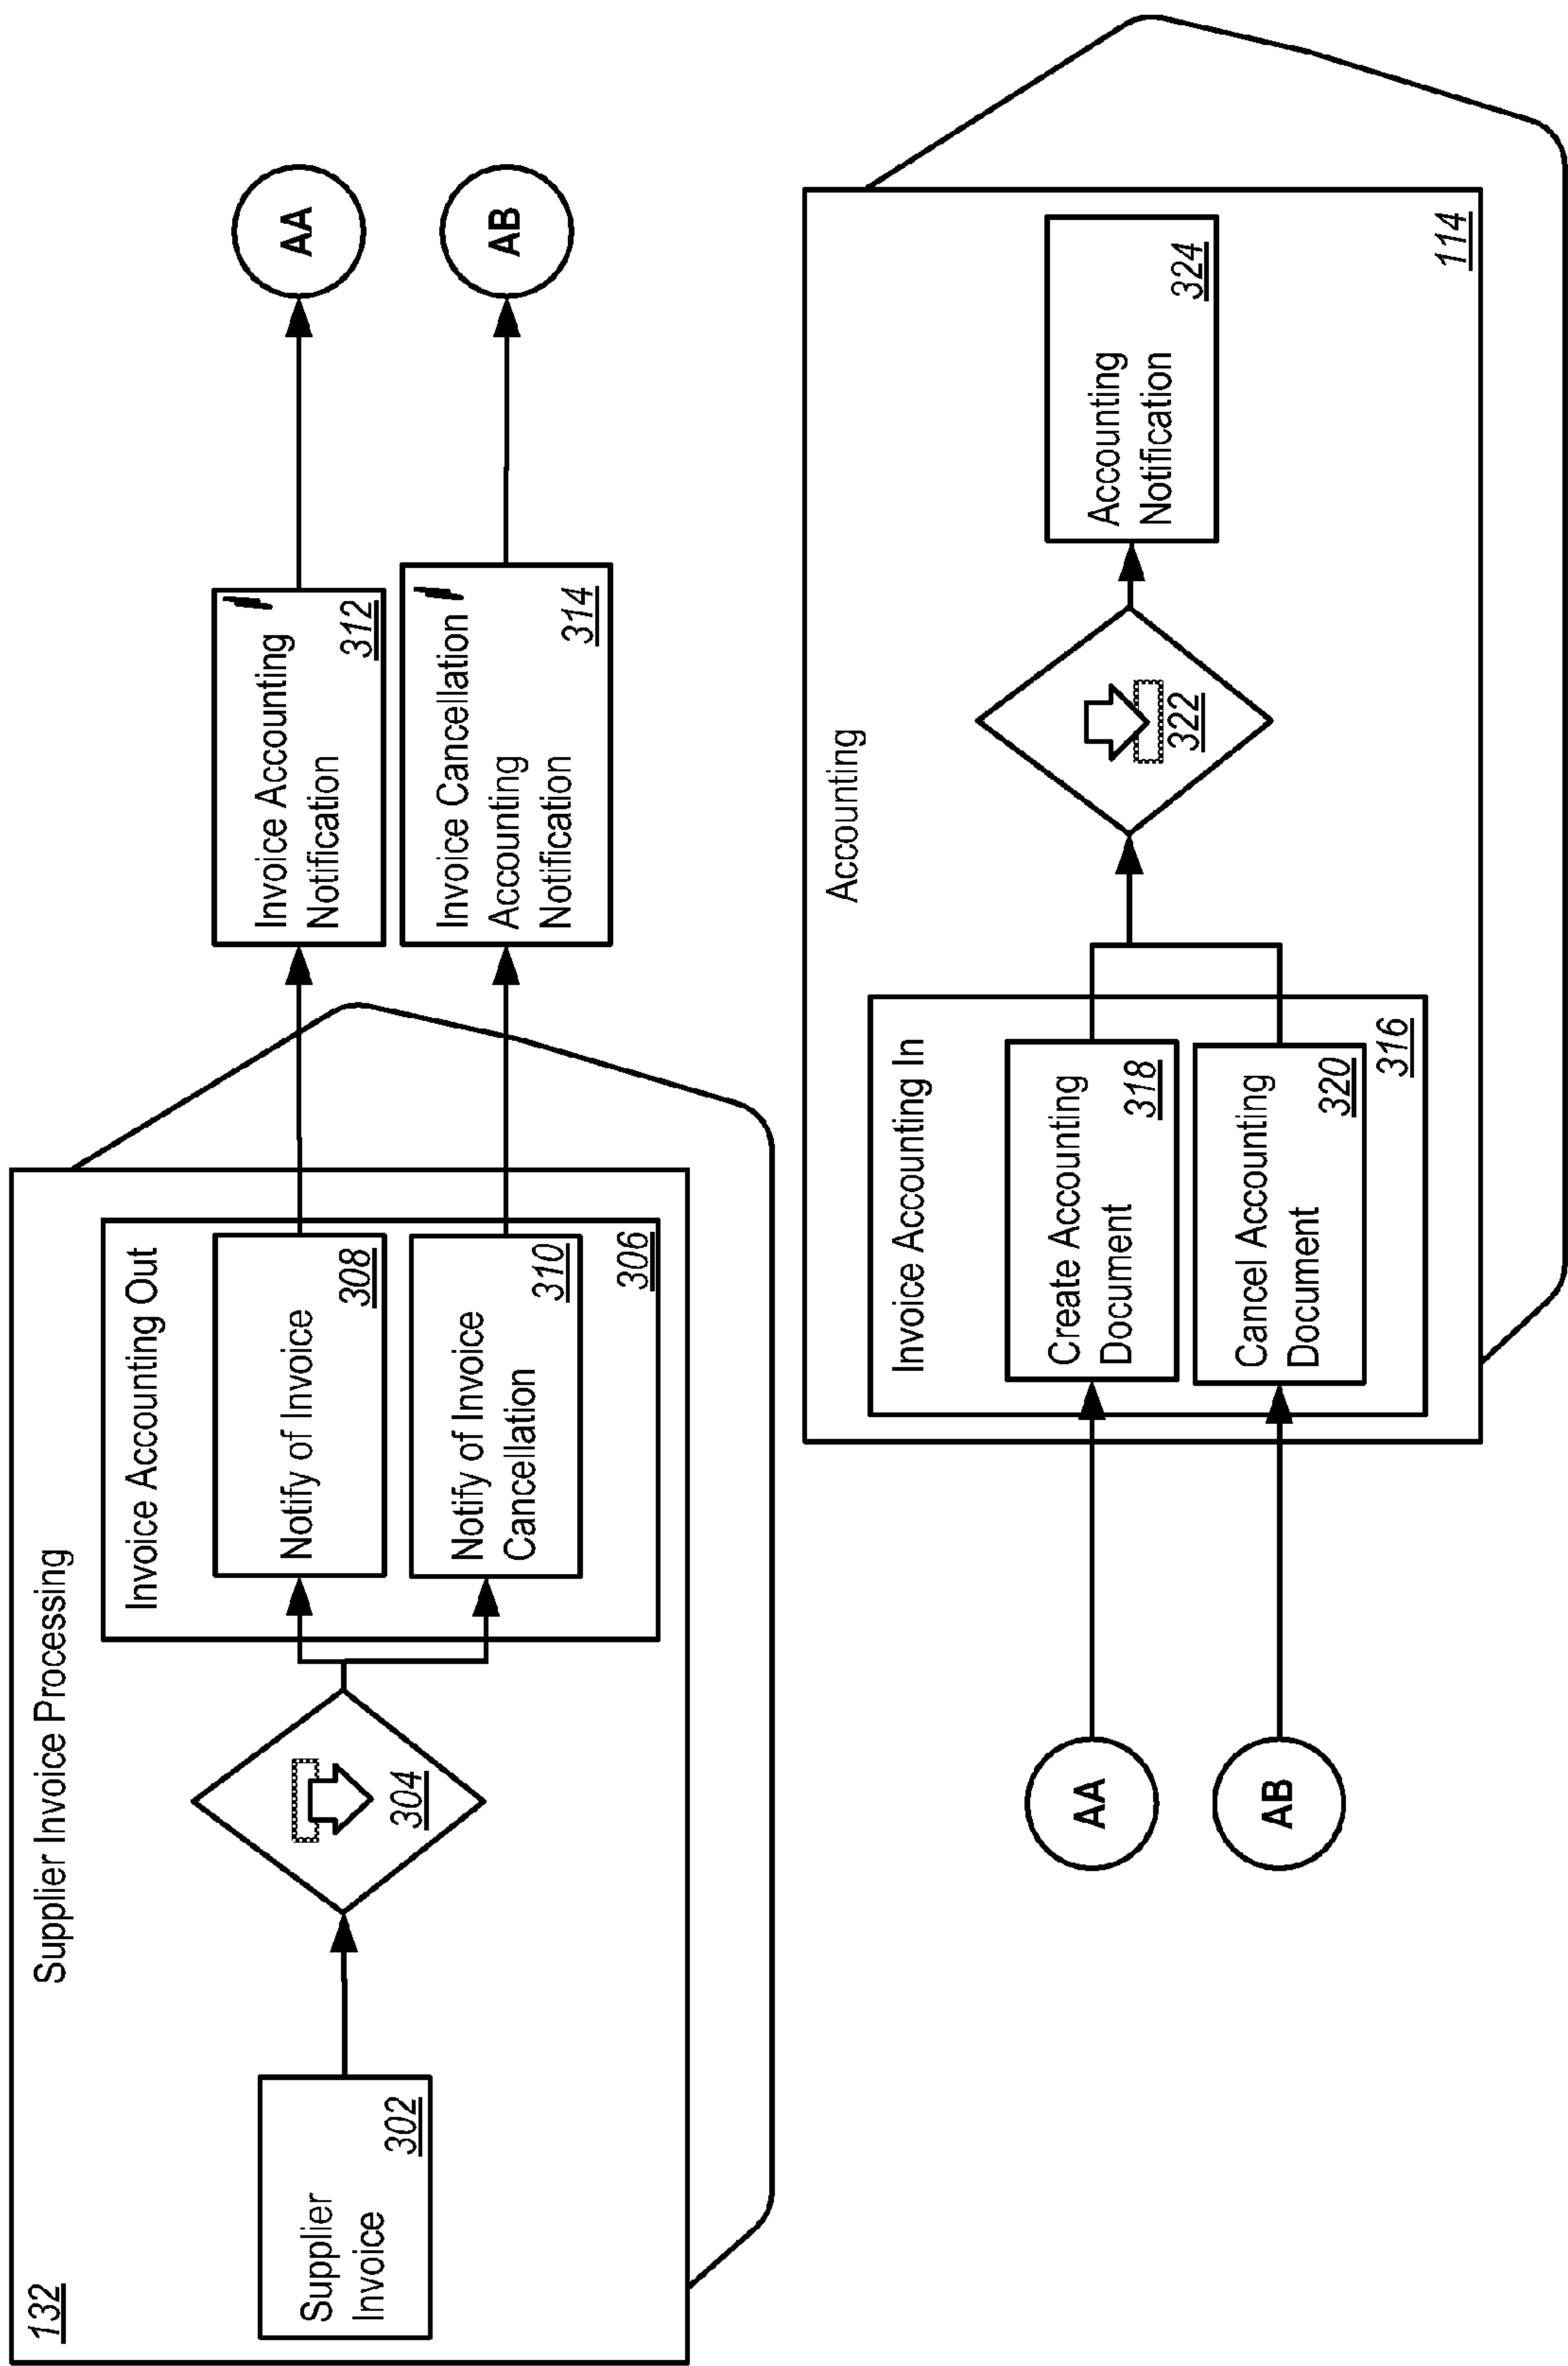 132
Supplier Invoice Processing
Supplier
Invoice
302
304
Invoice Accounting Out
Notify of Invoice
308
Notify of Invoice
Cancellation
310
306
Invoice Accounting
Notification
312
Invoice Cancellation
Accounting
Notification
314
AA
AB
AA
AB
Accounting
Invoice Accounting In
Create Accounting
Document
318
Cancel Accounting
Document
320
316
322
Accounting
Notification
324
114